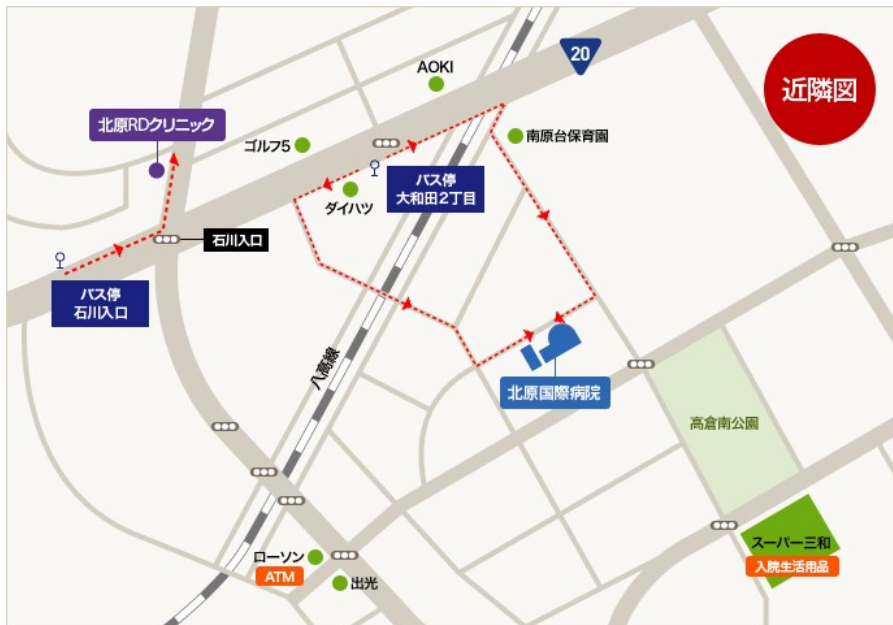 近隣図
20
AOKI
北原RDクリニック
ゴルフ5
南原台保育園
バス停
大和田2丁目
ダイハツ
石川入口
バス停
石川入口
八高線
北原国際病院
高倉南公園
スーパー三和
入院生活用品
ローソン
ATM
出光